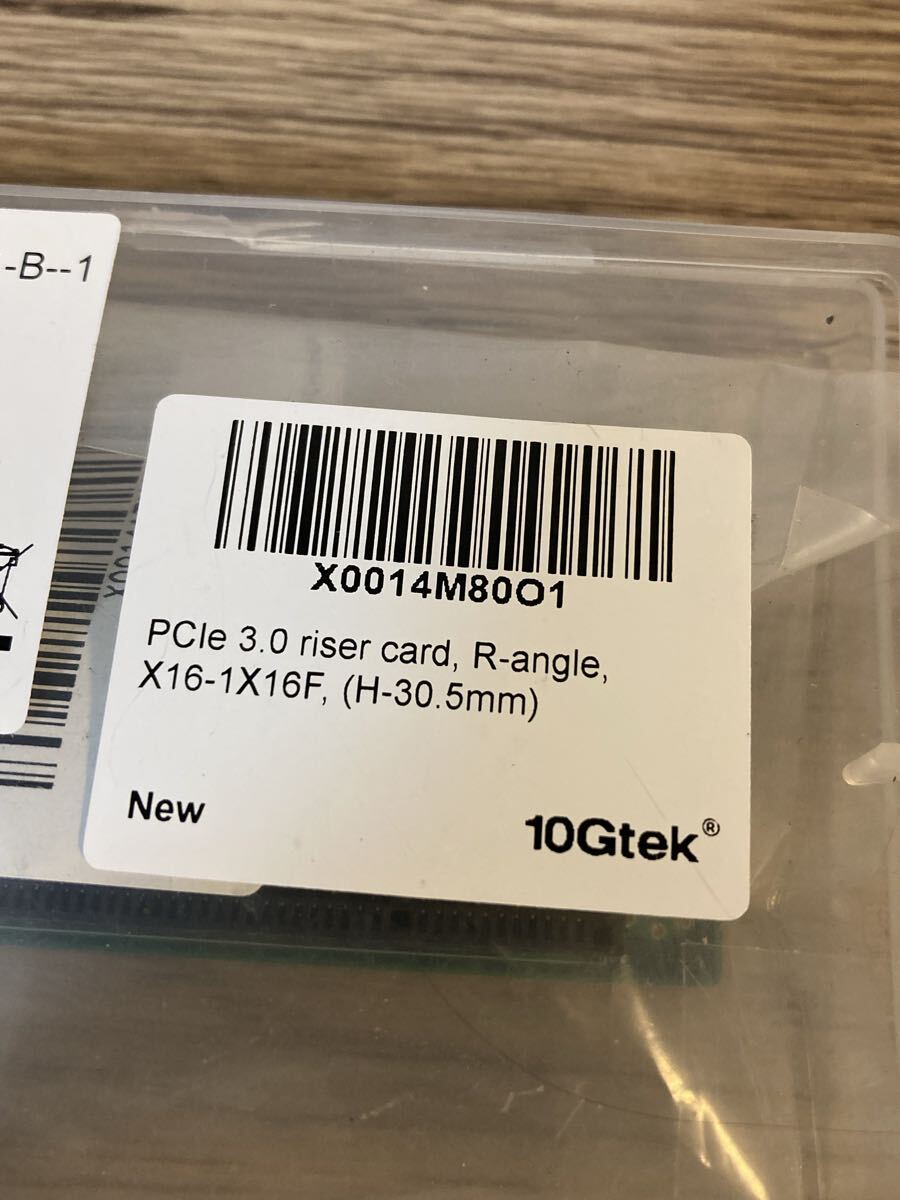 -B--1
X0014M80O1
PCIe 3.0 riser card, R-angle,
X16-1X16F, (H-30.5mm)
New
10Gtek®